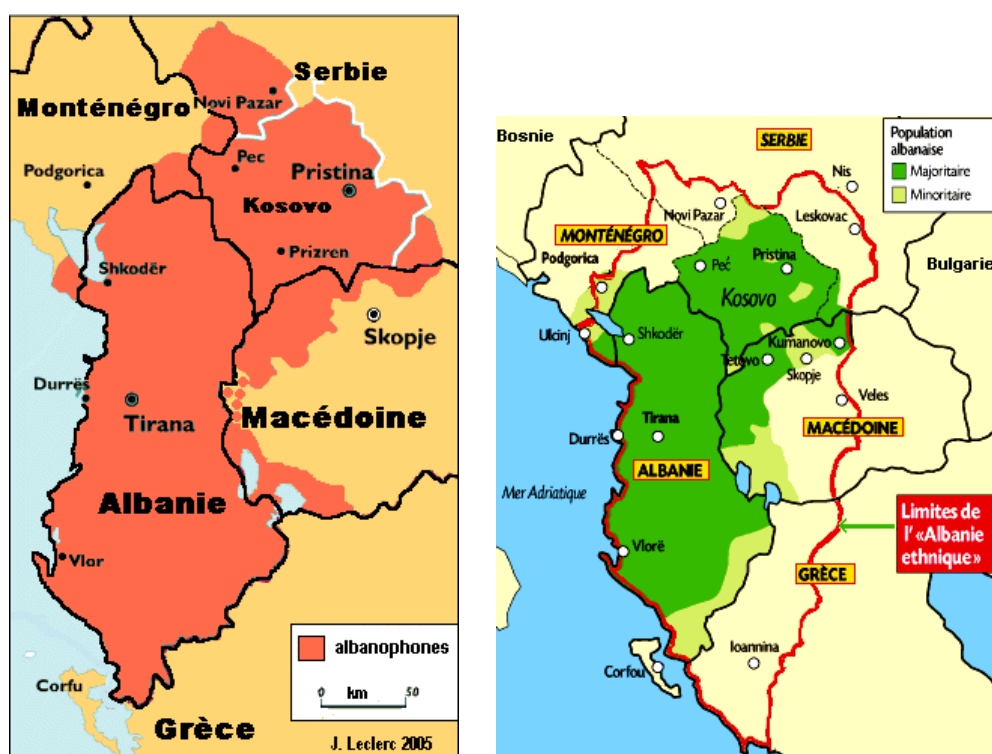 Serbie
Monténégro
Novi Pazar
Podgorica
Pec
Pristina
Kosovo
Prizren
Shkodër
Skopje
Durrës
Tirana
Macédoine
Albanie
Vlor
albanophones
0 km 50
Corfu
Grèce
J. Leclerc 2005
Bosnie
SERBIE
Population
albanaise
Majoritaire
Minoritaire
Nis
Novi Pazar
Leskovac
MONTÉNÉGRO
Podgorica
Peć
Pristina
Bulgarie
Kosovo
Ulcinj
Shkodër
Kumanovo
Tetovo
Skopje
Veles
Tirana
MACÉDOINE
Durrës
ALBANIE
Mer Adriatique
Limites de
l' «Albanie
ethnique»
Vlorë
GRÈCE
Ioannina
Corfou